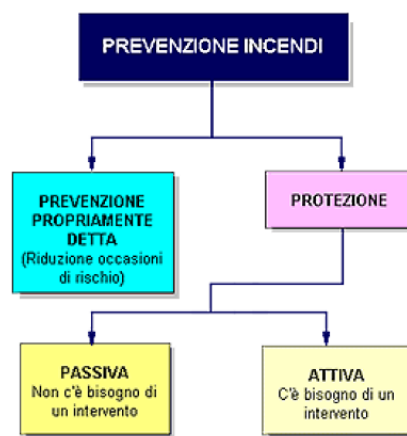 PREVENZIONE INCENDI
PREVENZIONE
PROPRIAMENTE
DETTA
(Riduzione occasioni
di rischio)
PROTEZIONE
PASSIVA
Non c'è bisogno di
un intervento
ATTIVA
C'è bisogno di un
intervento